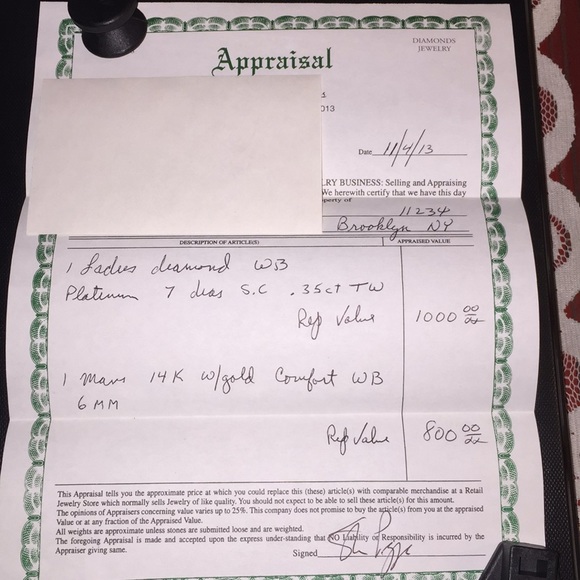 DIAMONDS
JEWELRY
Appraisal
013
Date 11/4/13
RY BUSINESS: Selling and Appraising
We herewith certify that we have this day
perty of
11234
Brooklyn NY
DESCRIPTION OF ARTICLE(S) APPRAISED VALUE
1 Ladies diamond WB
Platinum 7 dias S.C .35ct TW
Rep Value 1000 00/xx
1 Mans 14K w/gold Comfort WB
6 MM
Rep Value 800 00/xx
This Appraisal tells you the approximate price at which you could replace this (these) article(s) with comparable merchandise at a Retail
Jewelry Store which normally sells Jewelry of like quality. You should not expect to be able to sell these article(s) for this amount.
The opinions of Appraisers concerning value varies up to 25%. This company does not promise to buy the article(s) from you at the appraised
Value or at any fraction of the Appraised Value.
All weights are approximate unless stones are submitted loose and are weighted.
The foregoing Appraisal is made and accepted upon the express under-standing that NO Liability or Responsibility is incurred by the
Appraiser giving same.
Signed